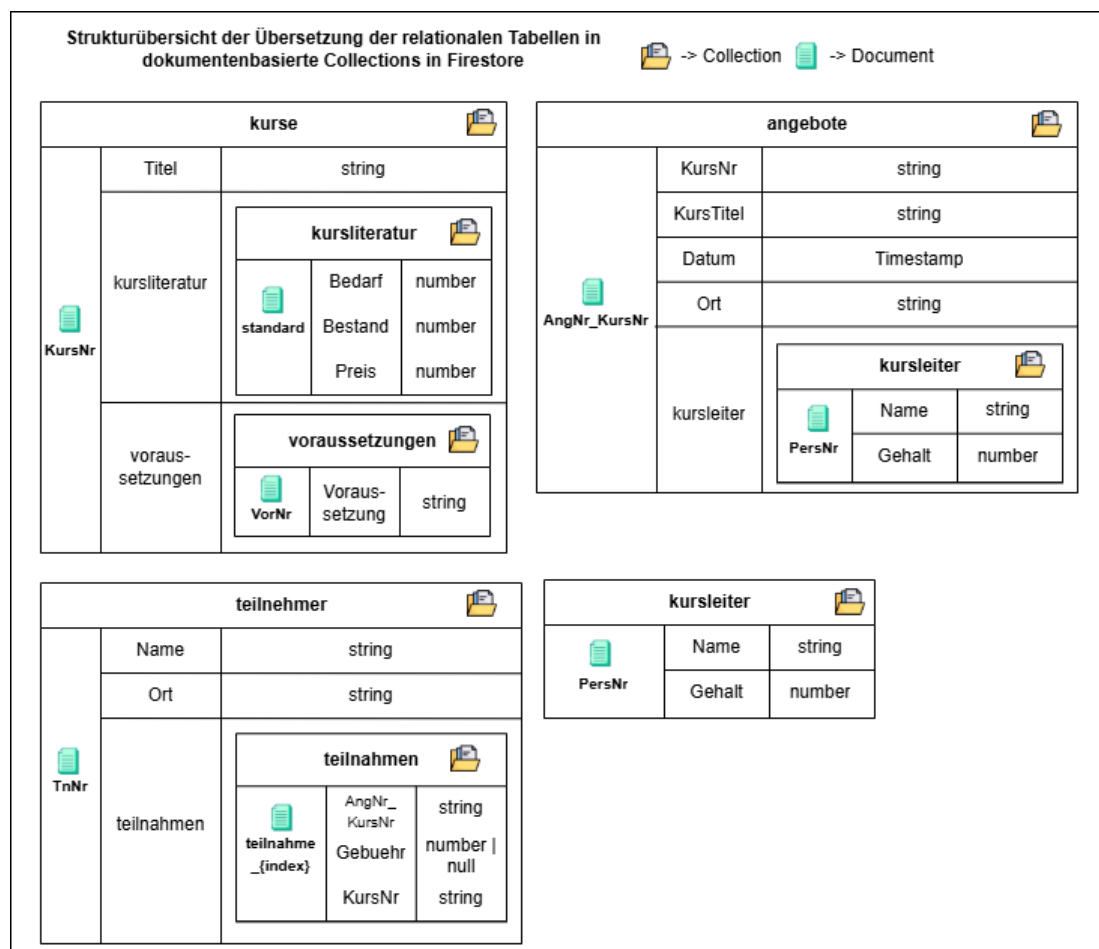 Strukturübersicht der Übersetzung der relationalen Tabellen in
dokumentenbasierte Collections in Firestore
-> Collection
-> Document
kurse
KursNr
Titel
string
kursliteratur
kursliteratur
standard
Bedarf
number
Bestand
number
Preis
number
voraus-
setzungen
voraussetzungen
VorNr
Voraus-
setzung
string
angebote
AngNr_KursNr
KursNr
string
KursTitel
string
Datum
Timestamp
Ort
string
kursleiter
kursleiter
PersNr
Name
string
Gehalt
number
teilnehmer
TnNr
Name
string
Ort
string
teilnahmen
teilnahmen
teilnahme
_{index}
AngNr_
KursNr
string
Gebuehr
number |
null
KursNr
string
kursleiter
PersNr
Name
string
Gehalt
number